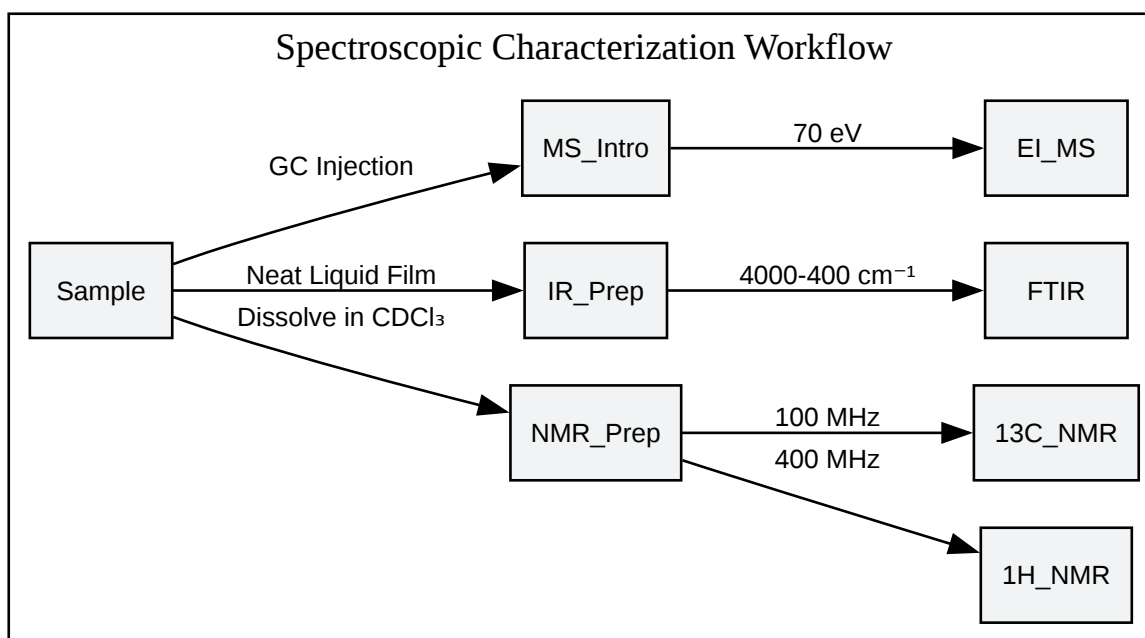 Spectroscopic Characterization Workflow
GC Injection
MS_Intro
70 eV
EI_MS
Sample
Neat Liquid Film
IR_Prep
4000-400 cm⁻¹
FTIR
Dissolve in CDCl₃
NMR_Prep
100 MHz
13C_NMR
400 MHz
1H_NMR